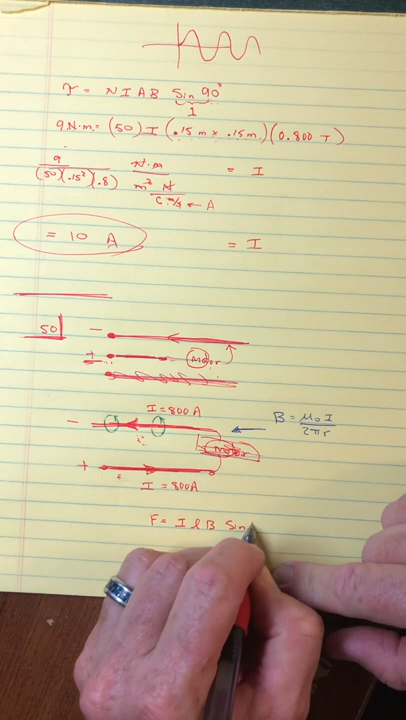 τ = N I A B Sin 90°
1
9 N·m = (50) I (.15 m × .15 m)(0.800 T)
9 / (50)(.15²)(.8) N·m / m² N / C·m/s ← A = I
= 10 A = I
50
−
+ motor
I = 800 A
− B = μ₀ I / 2πr
motor
+
I = 800 A
F = I ℓ B Sin